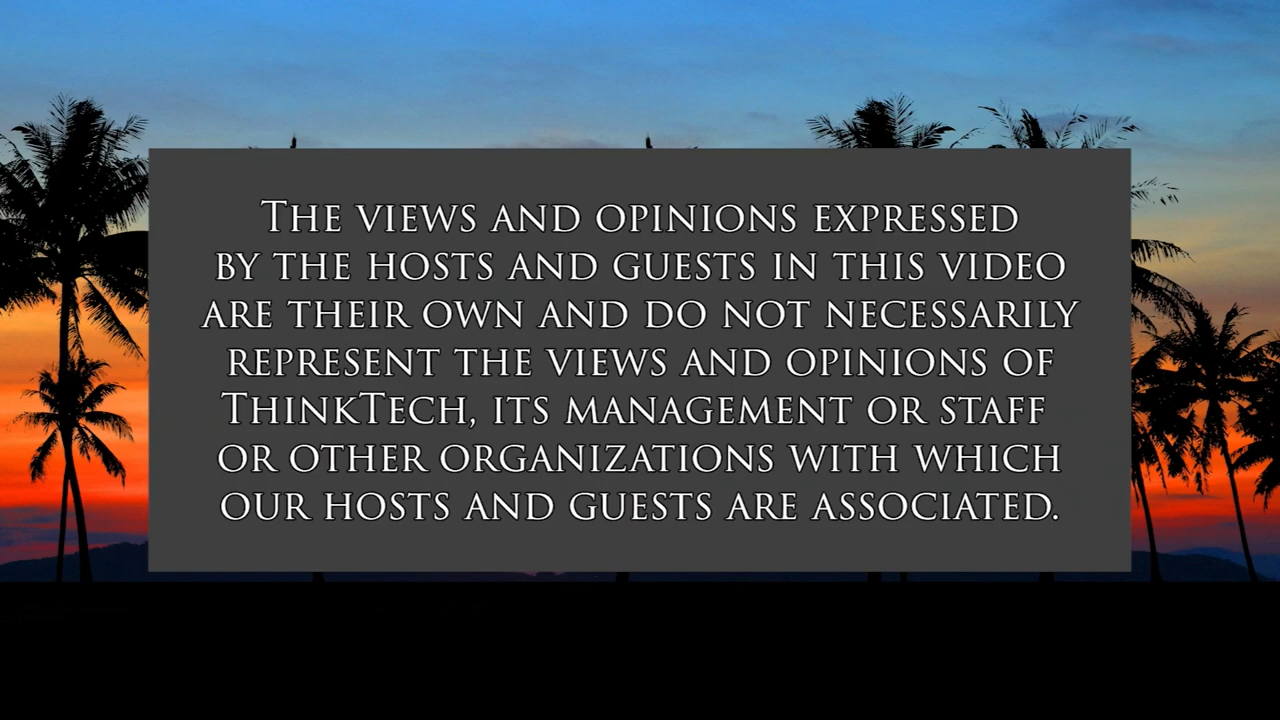 The views and opinions expressed
by the hosts and guests in this video
are their own and do not necessarily
represent the views and opinions of
ThinkTech, its management or staff
or other organizations with which
our hosts and guests are associated.